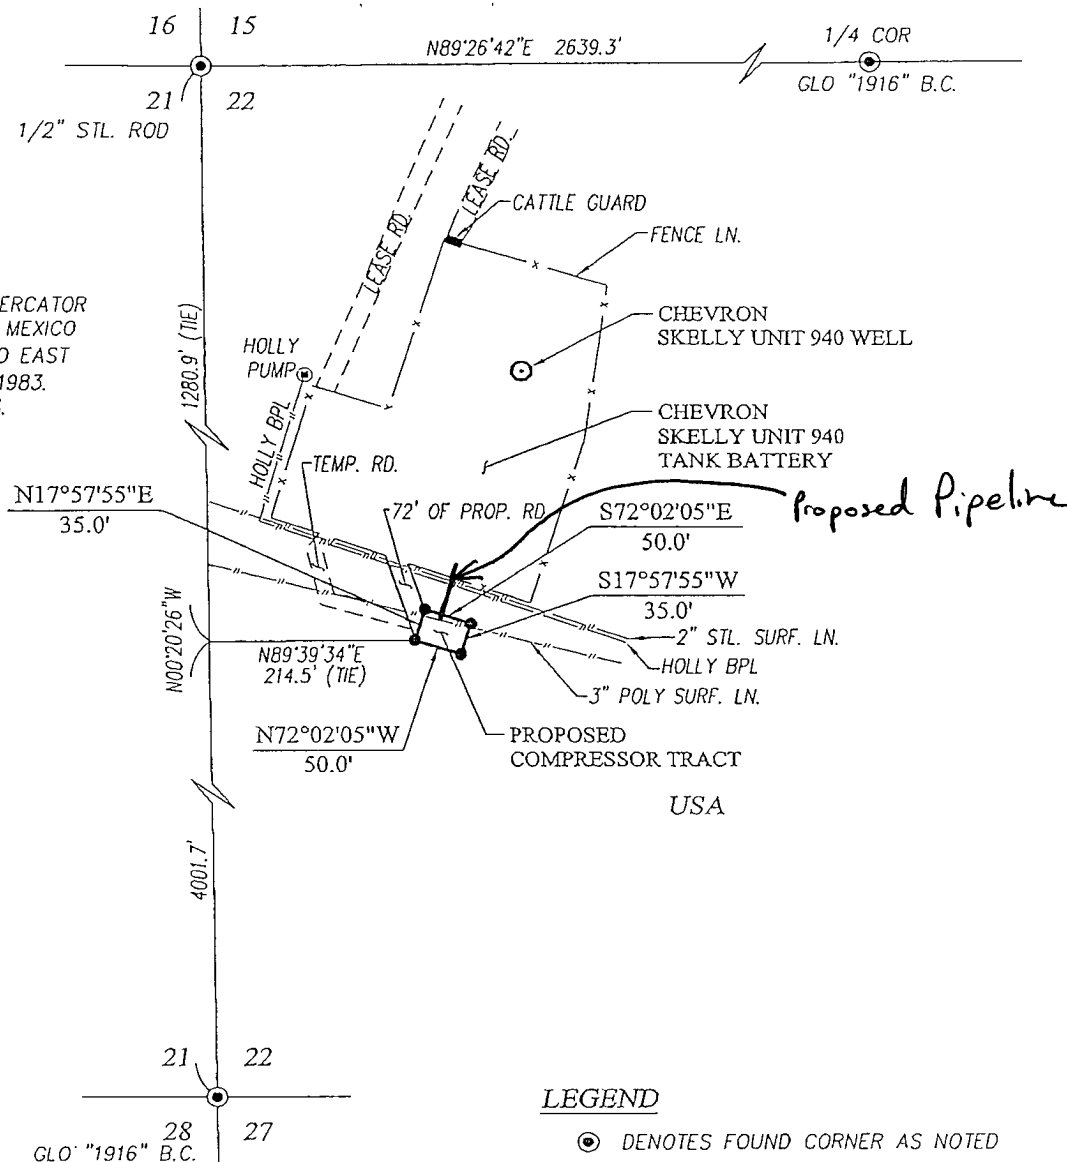 16 15
N89°26'42"E 2639.3'
1/4 COR
21 22
GLO "1916" B.C.
1/2" STL. ROD
LEASE RD.
LEASE RD.
CATTLE GUARD
FENCE LN.
ERCATOR
MEXICO
EAST
1983.
1280.9' (TIE)
HOLLY
PUMP
CHEVRON
SKELLY UNIT 940 WELL
HOLLY BPL
CHEVRON
SKELLY UNIT 940
TANK BATTERY
TEMP. RD.
N17°57'55"E
35.0'
72' OF PROP. RD.
S72°02'05"E
50.0'
Proposed Pipeline
S17°57'55"W
35.0'
N00°20'26"W
N89°39'34"E
214.5' (TIE)
2" STL. SURF. LN.
HOLLY BPL
3" POLY SURF. LN.
N72°02'05"W
50.0'
PROPOSED
COMPRESSOR TRACT
USA
4001.7'
21 22
28 27
GLO "1916" B.C.
LEGEND
DENOTES FOUND CORNER AS NOTED